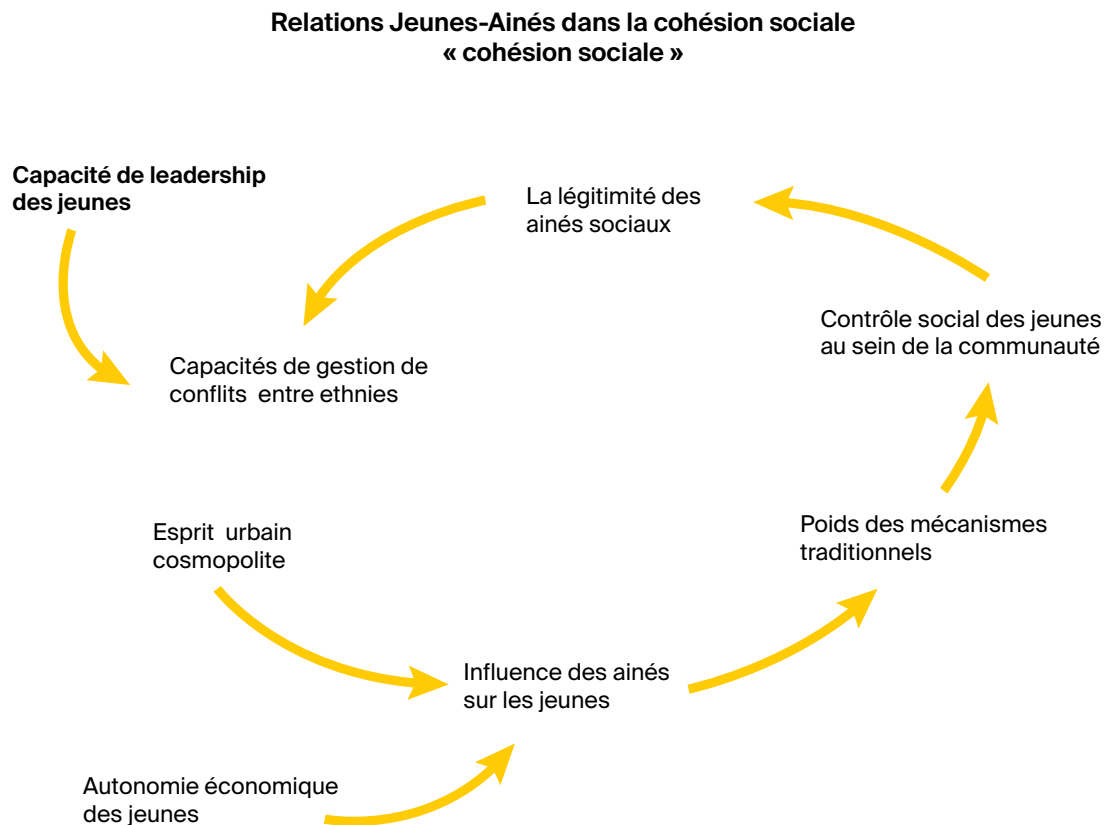 Relations Jeunes-Ainés dans la cohésion sociale
« cohésion sociale »
Capacité de leadership
des jeunes
La légitimité des
ainés sociaux
Contrôle social des jeunes
au sein de la communauté
Capacités de gestion de
conflits entre ethnies
Poids des mécanismes
traditionnels
Esprit urbain
cosmopolite
Influence des ainés
sur les jeunes
Autonomie économique
des jeunes